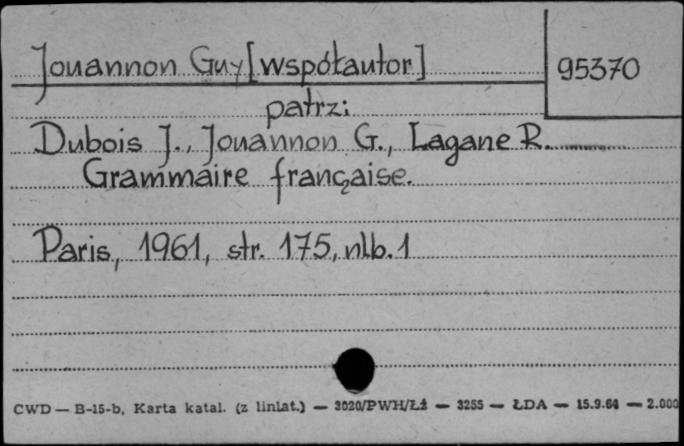 Jouannon Guy [współautor]
95370
patrz:
Dubois J., Jouannon G., Lagane R.
Grammaire française.
Paris, 1961, str. 175, nlb. 1
CWD — B-15-b, Karta katal. (z liniat.) — 3020/PWH/Łź — 3255 — ŁDA — 15.9.64 — 2.000